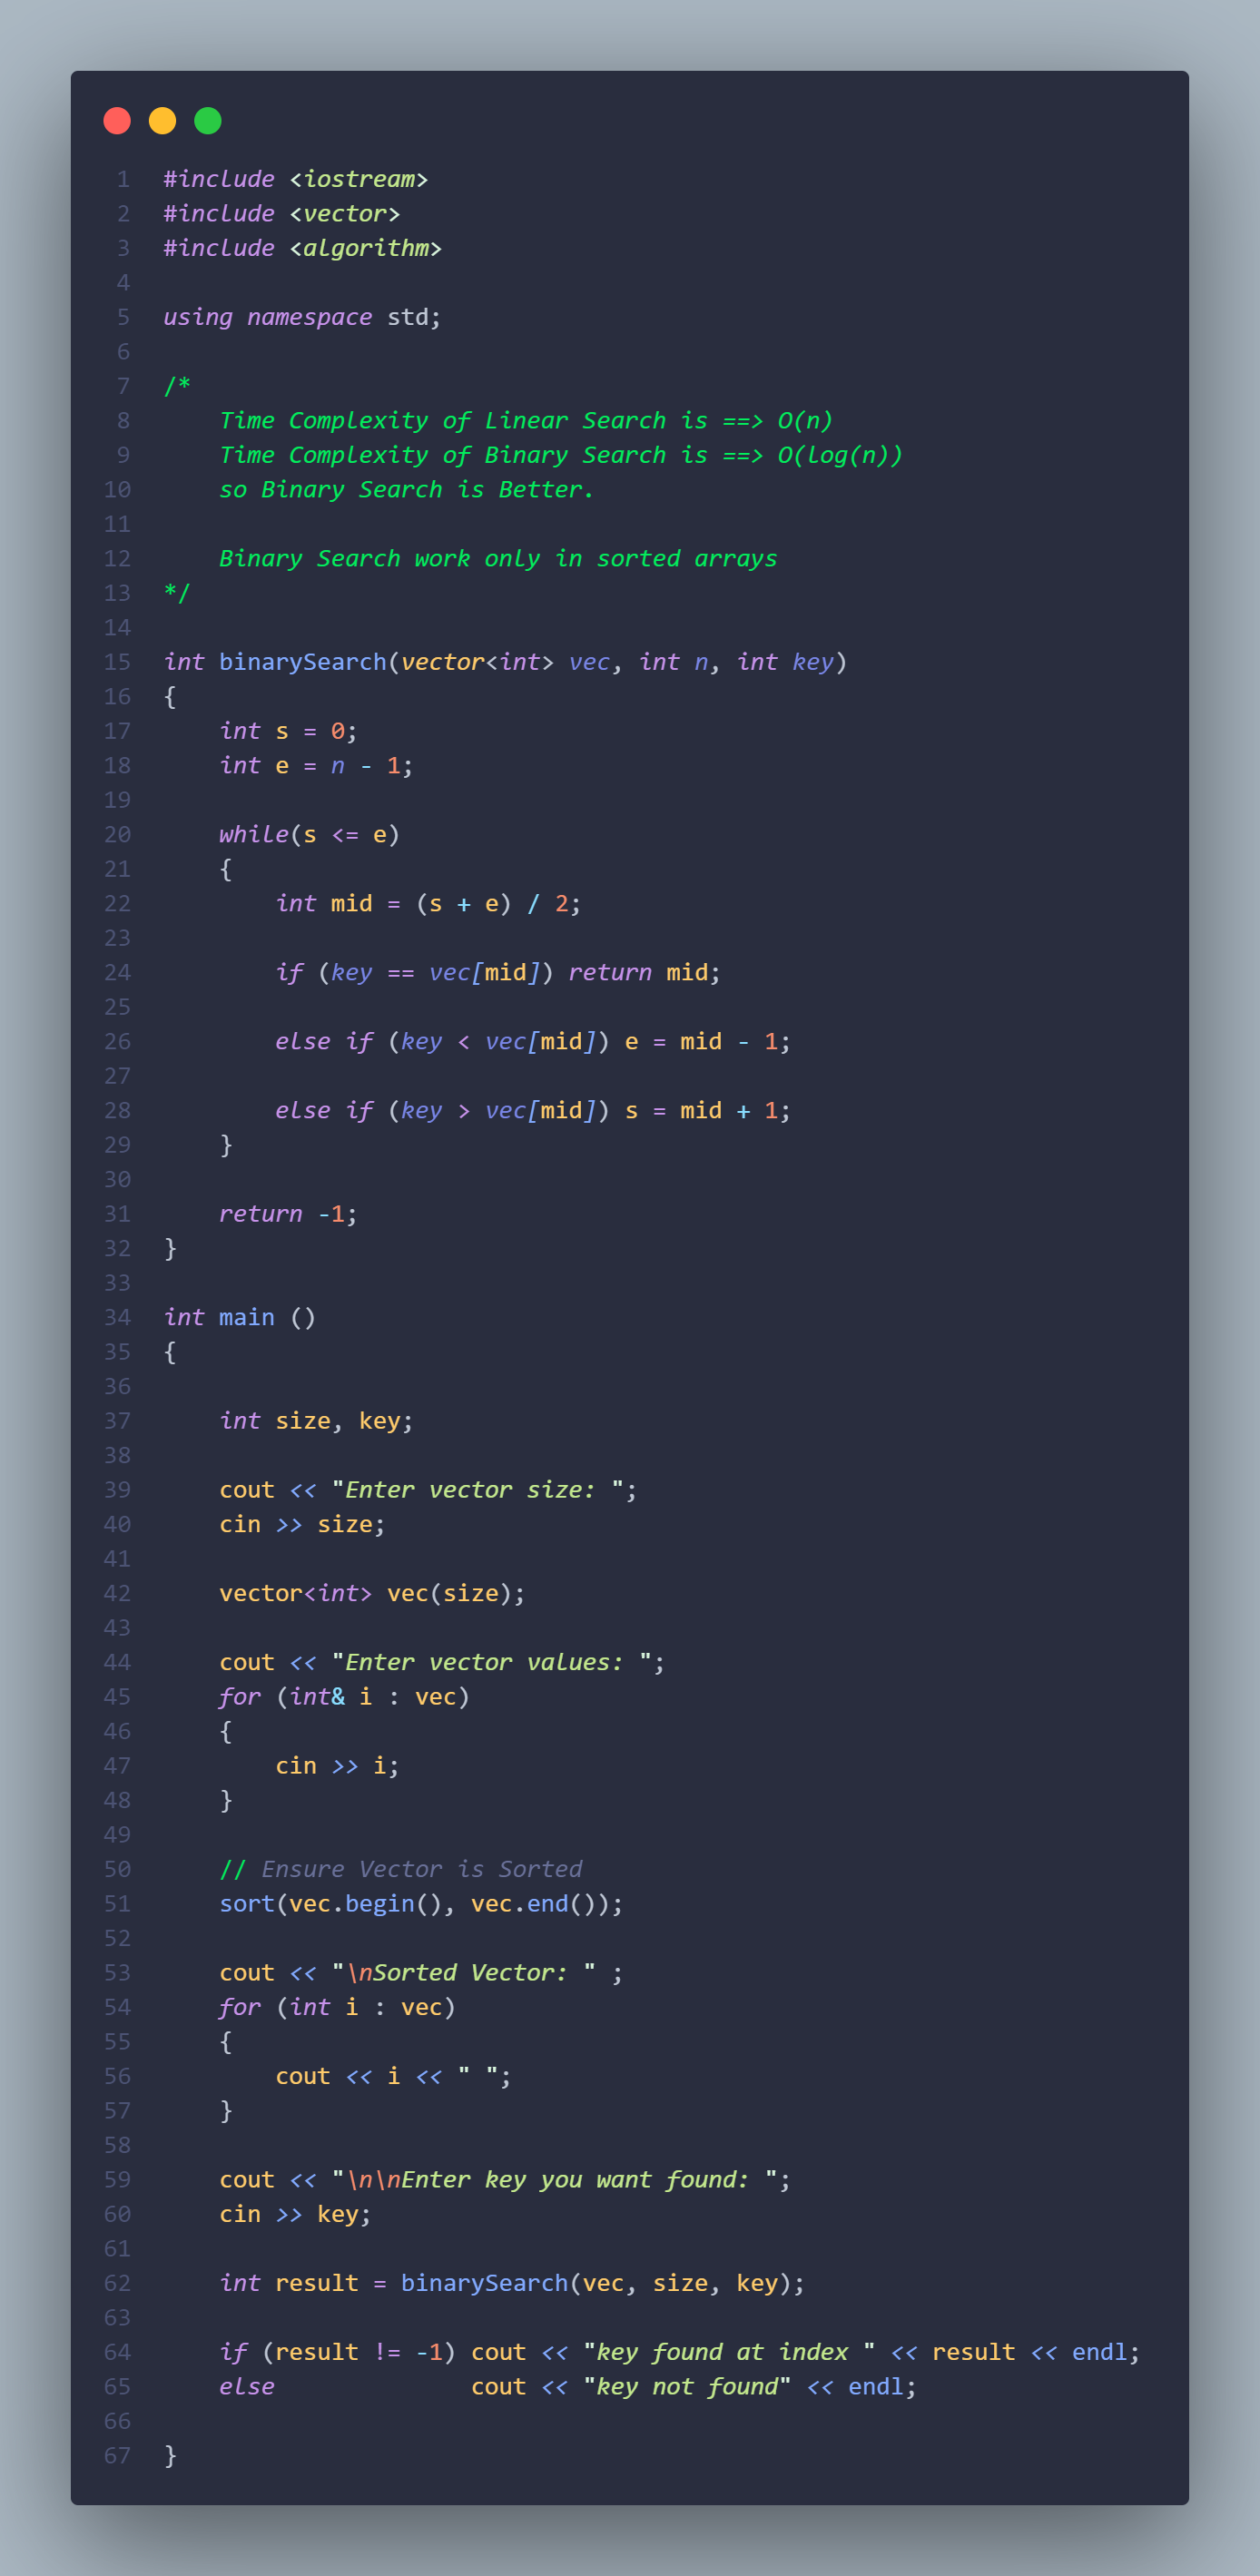 1 #include <iostream>
2 #include <vector>
3 #include <algorithm>
4
5 using namespace std;
6
7 /*
8     Time Complexity of Linear Search is ==> O(n)
9     Time Complexity of Binary Search is ==> O(log(n))
10     so Binary Search is Better.
11
12     Binary Search work only in sorted arrays
13 */
14
15 int binarySearch(vector<int> vec, int n, int key)
16 {
17     int s = 0;
18     int e = n - 1;
19
20     while(s <= e)
21     {
22         int mid = (s + e) / 2;
23
24         if (key == vec[mid]) return mid;
25
26         else if (key < vec[mid]) e = mid - 1;
27
28         else if (key > vec[mid]) s = mid + 1;
29     }
30
31     return -1;
32 }
33
34 int main ()
35 {
36
37     int size, key;
38
39     cout << "Enter vector size: ";
40     cin >> size;
41
42     vector<int> vec(size);
43
44     cout << "Enter vector values: ";
45     for (int& i : vec)
46     {
47         cin >> i;
48     }
49
50     // Ensure Vector is Sorted
51     sort(vec.begin(), vec.end());
52
53     cout << "\nSorted Vector: " ;
54     for (int i : vec)
55     {
56         cout << i << " ";
57     }
58
59     cout << "\n\nEnter key you want found: ";
60     cin >> key;
61
62     int result = binarySearch(vec, size, key);
63
64     if (result != -1) cout << "key found at index " << result << endl;
65     else              cout << "key not found" << endl;
66
67 }